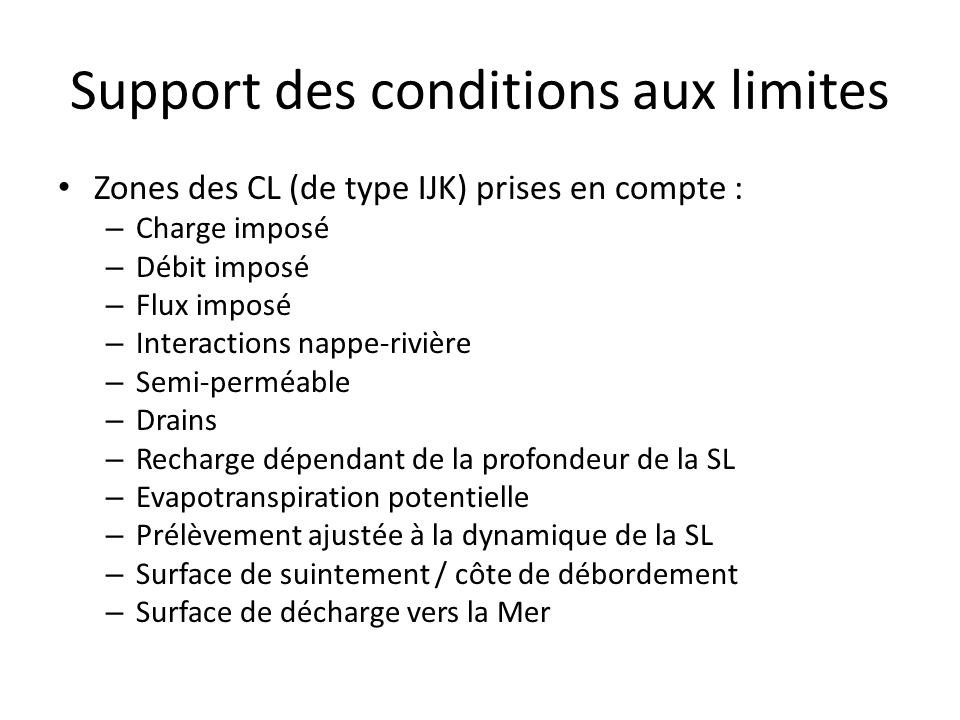 Support des conditions aux limites
• Zones des CL (de type IJK) prises en compte :
– Charge imposé
– Débit imposé
– Flux imposé
– Interactions nappe-rivière
– Semi-perméable
– Drains
– Recharge dépendant de la profondeur de la SL
– Evapotranspiration potentielle
– Prélèvement ajustée à la dynamique de la SL
– Surface de suintement / côte de débordement
– Surface de décharge vers la Mer